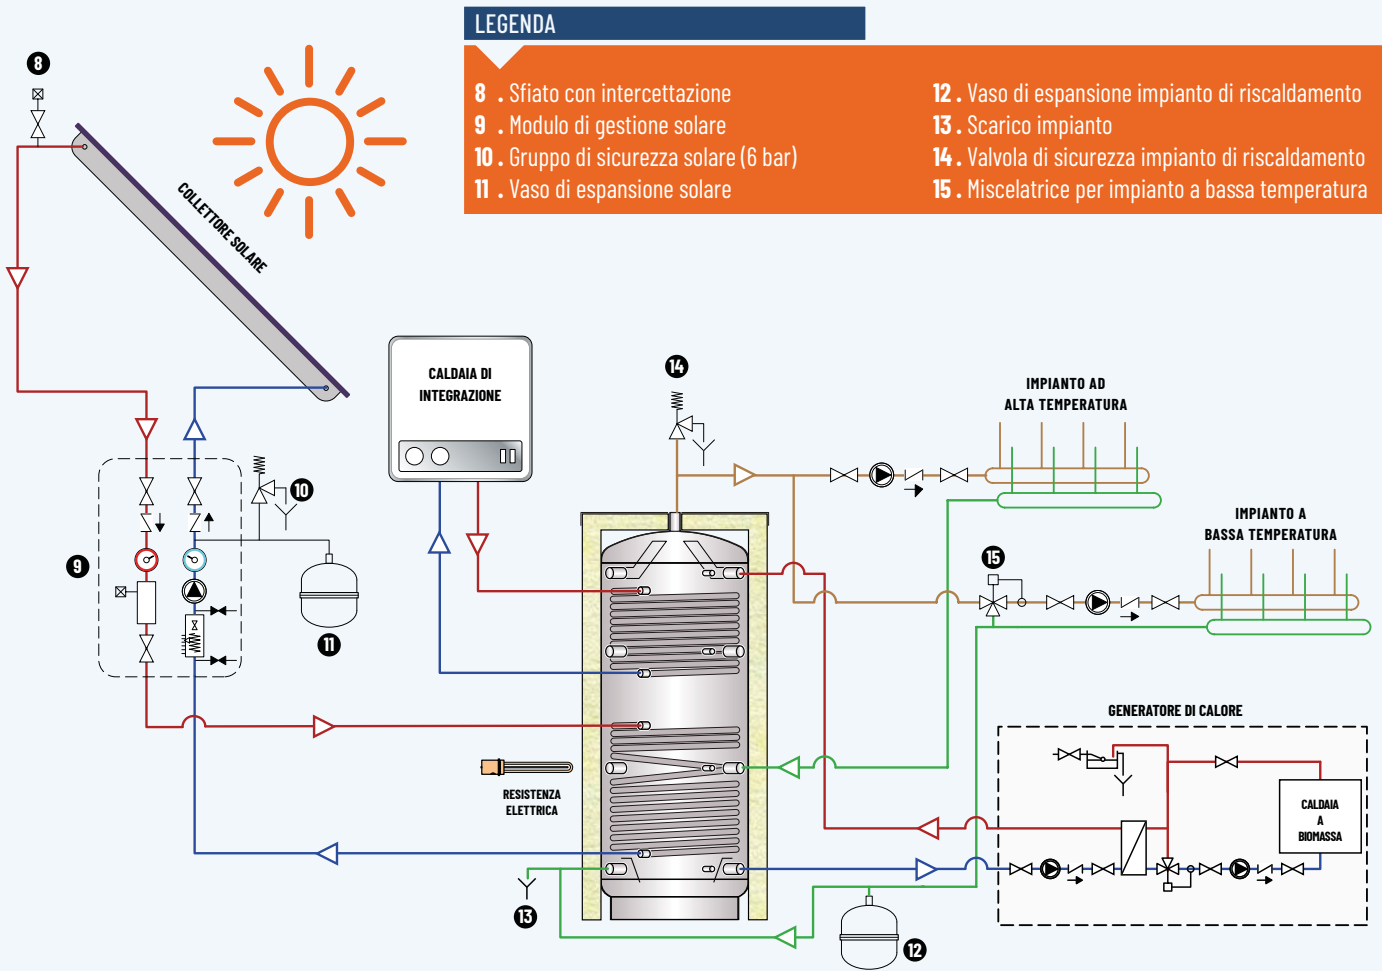 LEGENDA
8 . Sfiato con intercettazione
9 . Modulo di gestione solare
10. Gruppo di sicurezza solare (6 bar)
11 . Vaso di espansione solare
12 . Vaso di espansione impianto di riscaldamento
13 . Scarico impianto
14 . Valvola di sicurezza impianto di riscaldamento
15 . Miscelatrice per impianto a bassa temperatura
8
COLLETTORE SOLARE
CALDAIA DI
INTEGRAZIONE
14
IMPIANTO AD
ALTA TEMPERATURA
10
IMPIANTO A
BASSA TEMPERATURA
9
15
11
GENERATORE DI CALORE
RESISTENZA
ELETTRICA
CALDAIA
A
BIOMASSA
13
12